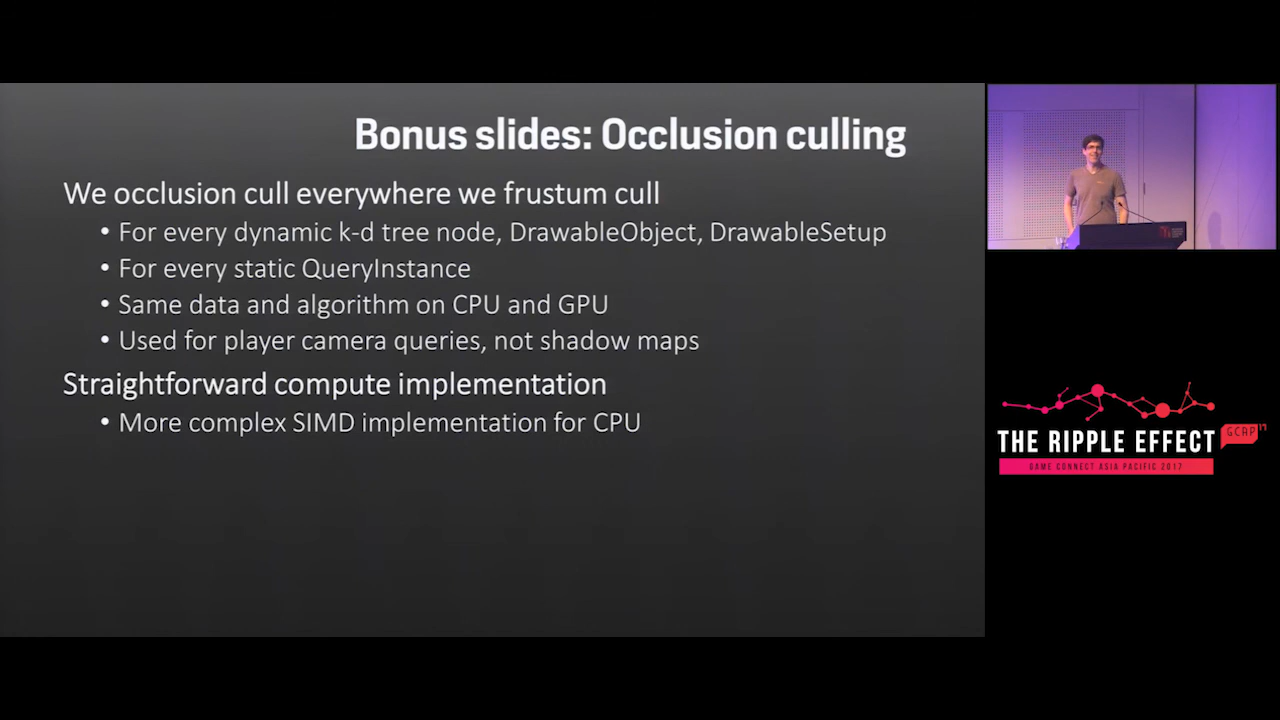 Bonus slides: Occlusion culling
We occlusion cull everywhere we frustum cull
• For every dynamic k-d tree node, DrawableObject, DrawableSetup
• For every static QueryInstance
• Same data and algorithm on CPU and GPU
• Used for player camera queries, not shadow maps
Straightforward compute implementation
• More complex SIMD implementation for CPU
THE RIPPLE EFFECT
GCAP 17
GAME CONNECT ASIA PACIFIC 2017